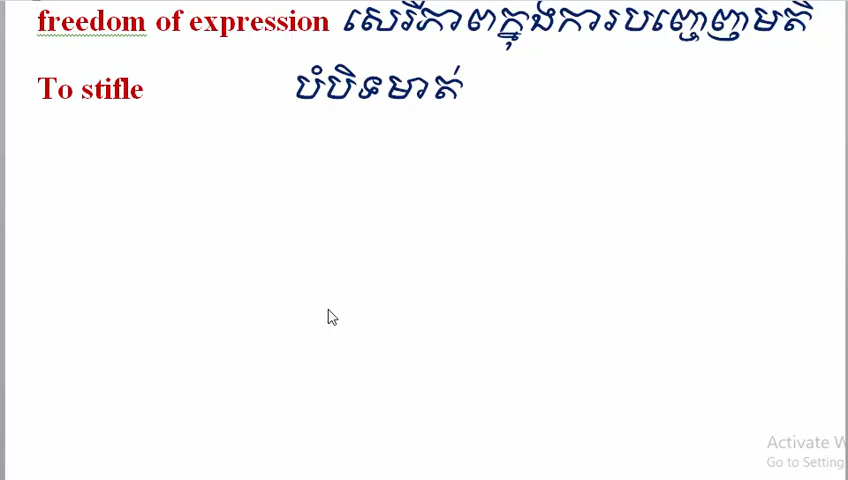 freedom of expression សេរីភាពក្នុងការបញ្ចេញមតិ
To stifle បំបិទមាត់
Activate W
Go to Setting